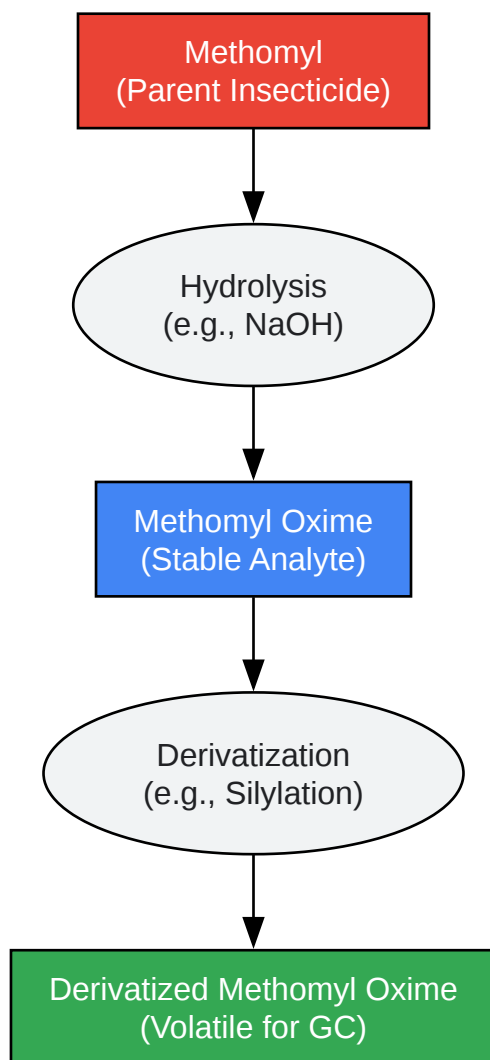 Methomyl
(Parent Insecticide)
Hydrolysis
(e.g., NaOH)
Methomyl Oxime
(Stable Analyte)
Derivatization
(e.g., Silylation)
Derivatized Methomyl Oxime
(Volatile for GC)